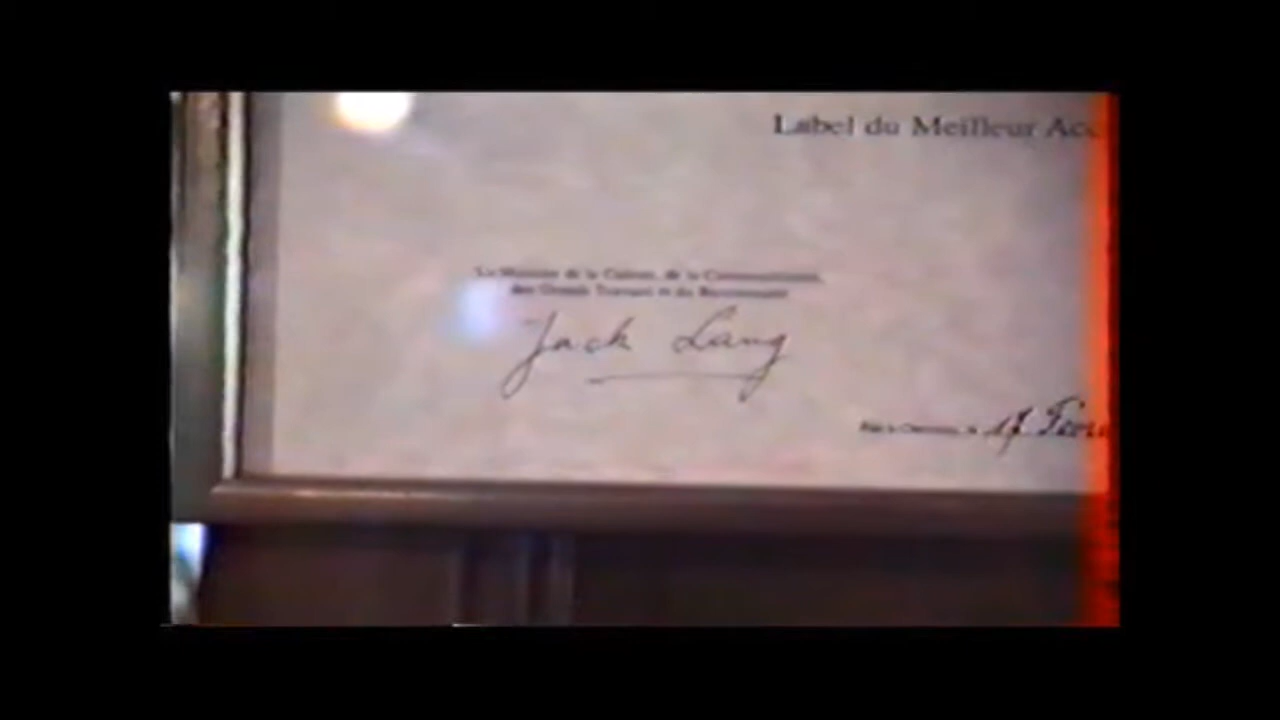 Label du Meilleur Acc
Le Ministre de la Culture, de la Communication,
des Grands Travaux et du Bicentenaire
Jack Lang
17